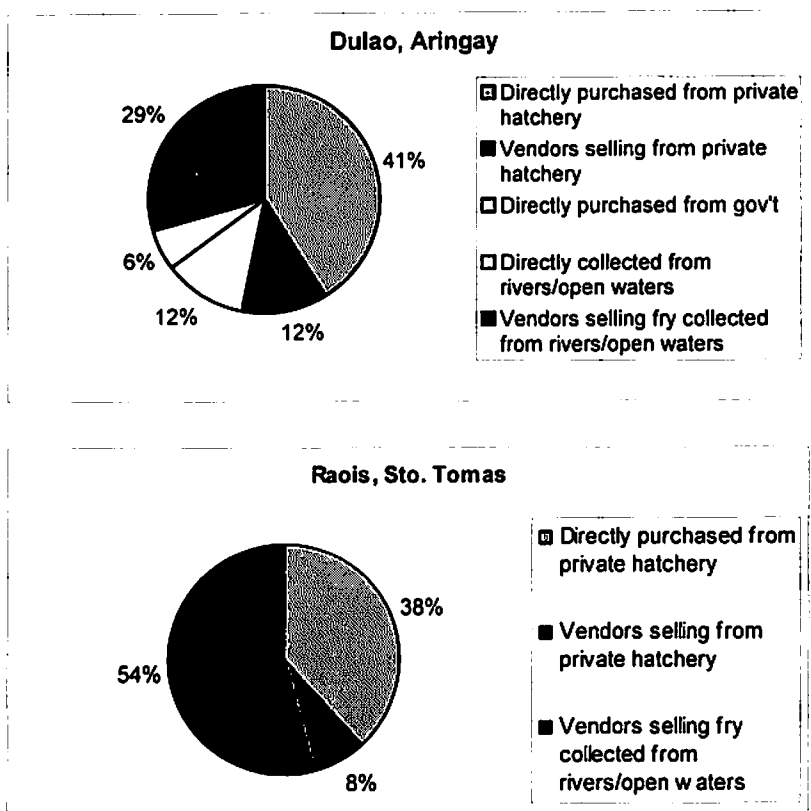 Dulao, Aringay
29%
41%
6%
12%
12%
Directly purchased from private
hatchery
Vendors selling from private
hatchery
Directly purchased from gov't
Directly collected from
rivers/open waters
Vendors selling fry collected
from rivers/open waters
Raois, Sto. Tomas
38%
54%
8%
Directly purchased from
private hatchery
Vendors selling from
private hatchery
Vendors selling fry
collected from
rivers/open waters